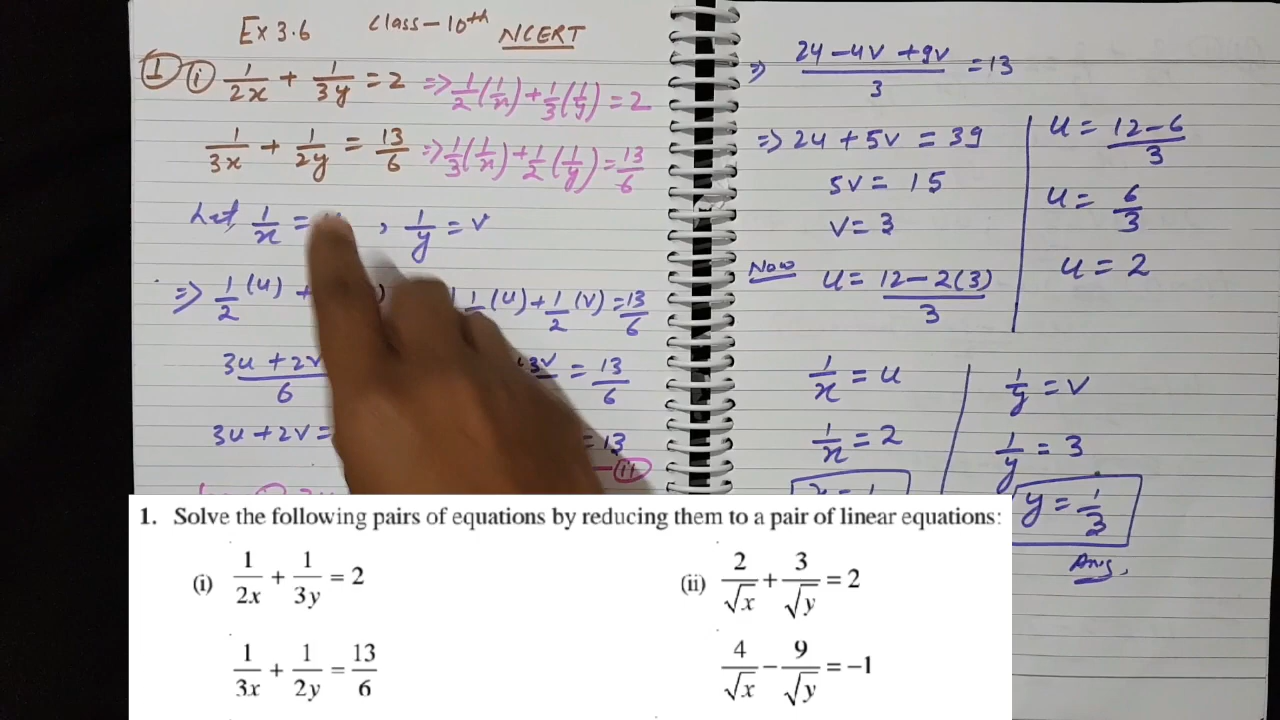 Ex 3.6 Class-10th NCERT
① ⓘ 1/2x + 1/3y = 2 => 1/2(1/x) + 1/3(1/y) = 2
1/3x + 1/2y = 13/6 => 1/3(1/x) + 1/2(1/y) = 13/6
Let, 1/x = , 1/y = v
=> 1/2 (u) + (u) + 1/2 (v) = 13/6
3u + 2v/6 3v = 13/6
3u + 2v = = 13
— ⓘⓘ
=> 24 - 4v + 9v/3 = 13
=> 24 + 5v = 39
5v = 15
v = 3
Now u = 12 - 2(3)/3
u = 12 - 6/3
u = 6/3
u = 2
1/x = u
1/x = 2
1/y = v
1/y = 3
y = 1/3
Ans,
1. Solve the following pairs of equations by reducing them to a pair of linear equations:
(i) 1/2x + 1/3y = 2
1/3x + 1/2y = 13/6
(ii) 2/√x + 3/√y = 2
4/√x - 9/√y = -1